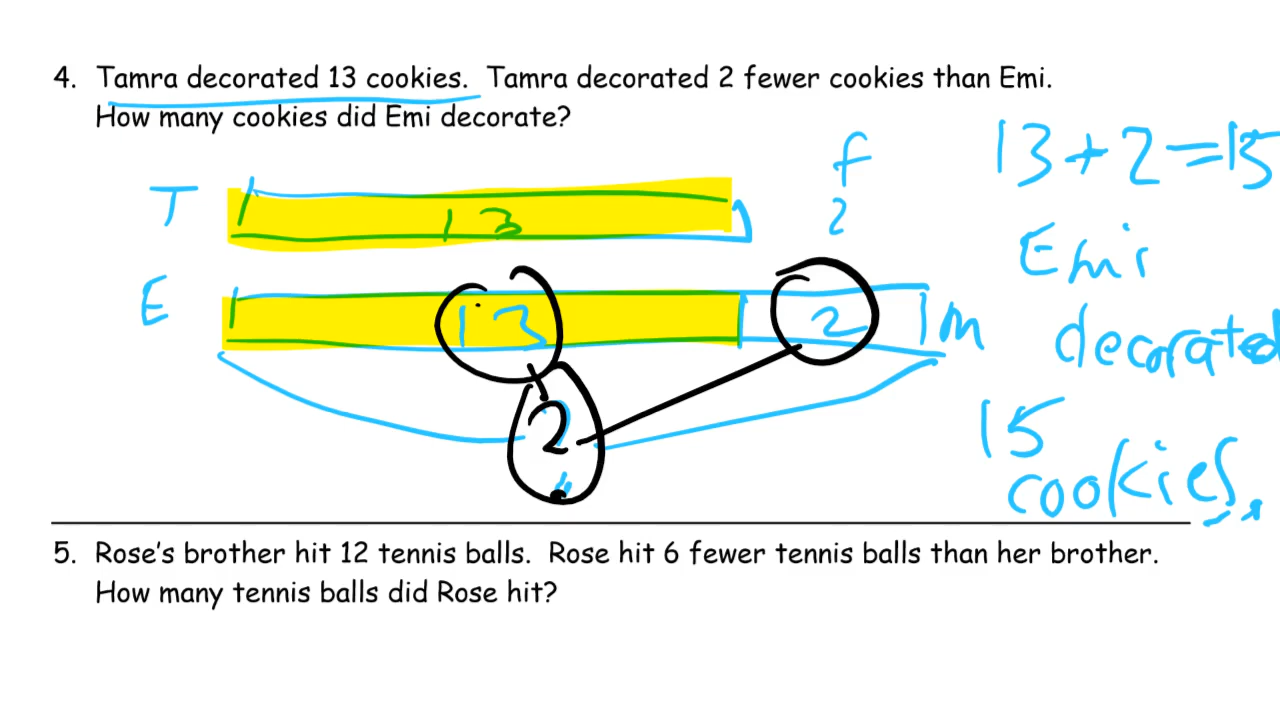 4. Tamra decorated 13 cookies. Tamra decorated 2 fewer cookies than Emi.
How many cookies did Emi decorate?
13+2=15
f
T 13 2
Emi
E 13 2 m
decorated
2
15
cookies.
5. Rose's brother hit 12 tennis balls. Rose hit 6 fewer tennis balls than her brother.
How many tennis balls did Rose hit?